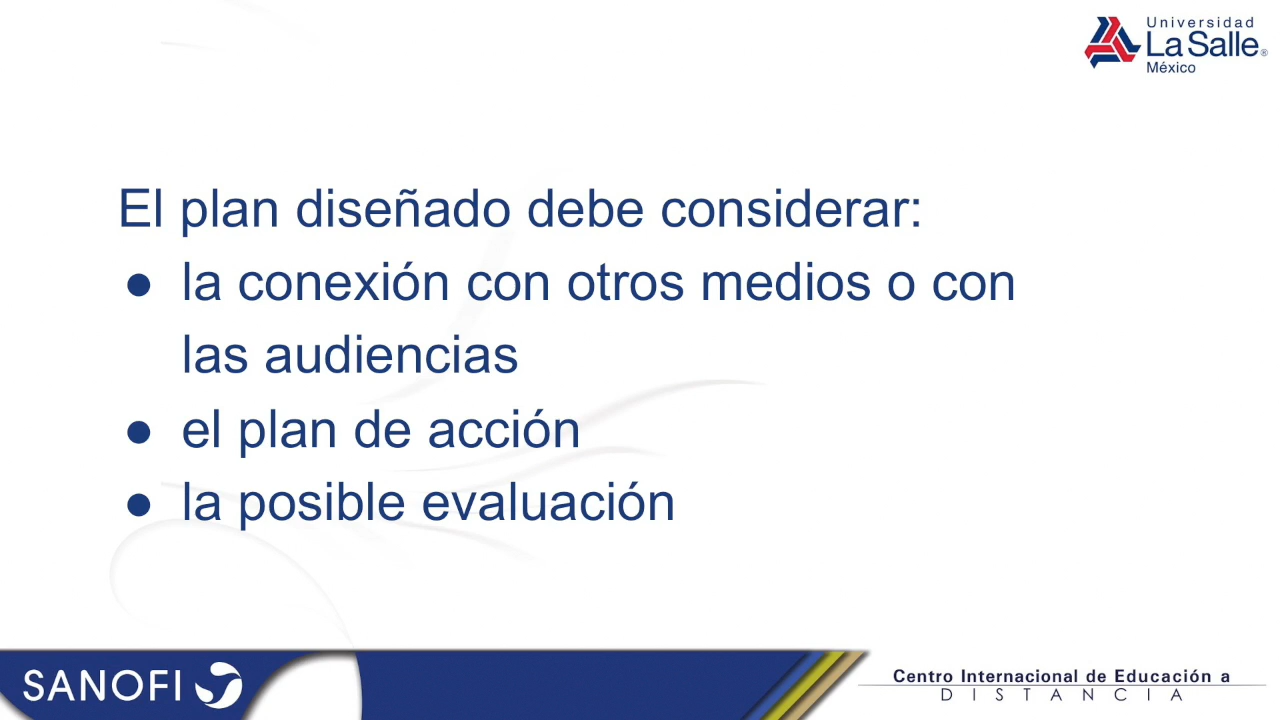 Universidad
La Salle®
México
El plan diseñado debe considerar:
● la conexión con otros medios o con
las audiencias
● el plan de acción
● la posible evaluación
SANOFI
Centro Internacional de Educación a
DISTANCIA